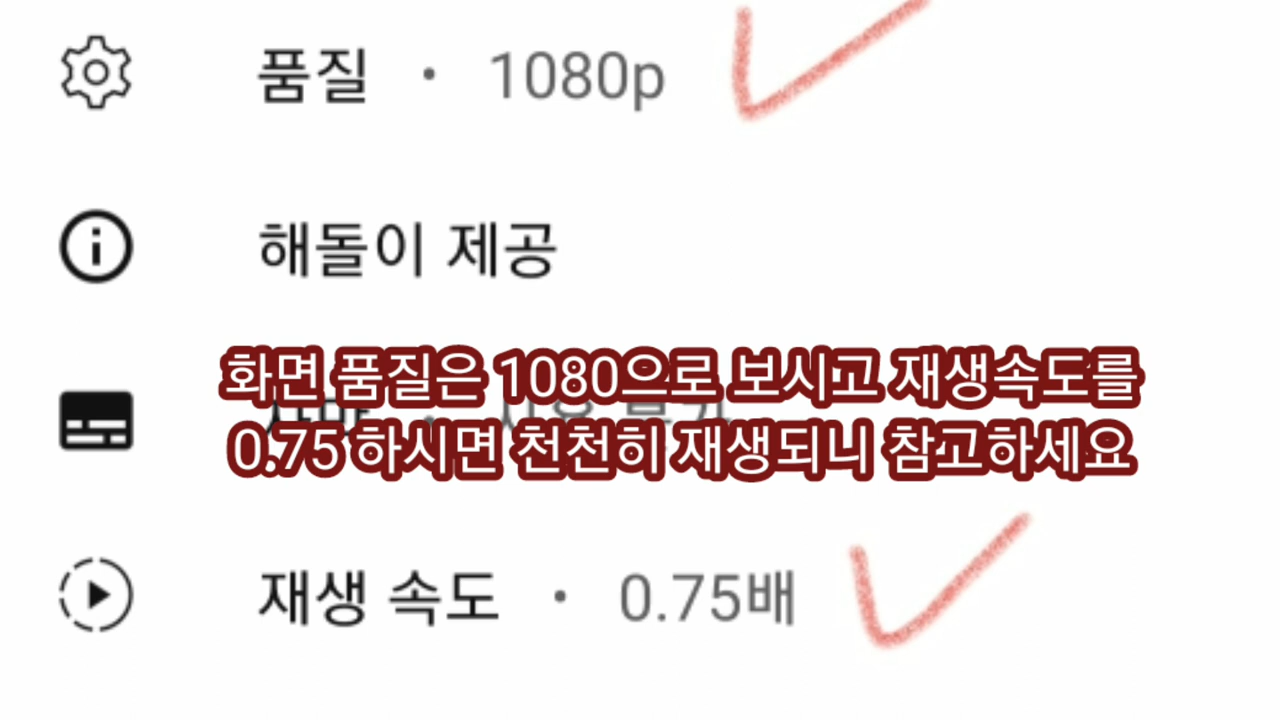 품질 · 1080p
해돌이 제공
화면 품질은 1080으로 보시고 재생속도를
0.75 하시면 천천히 재생되니 참고하세요
재생 속도 · 0.75배